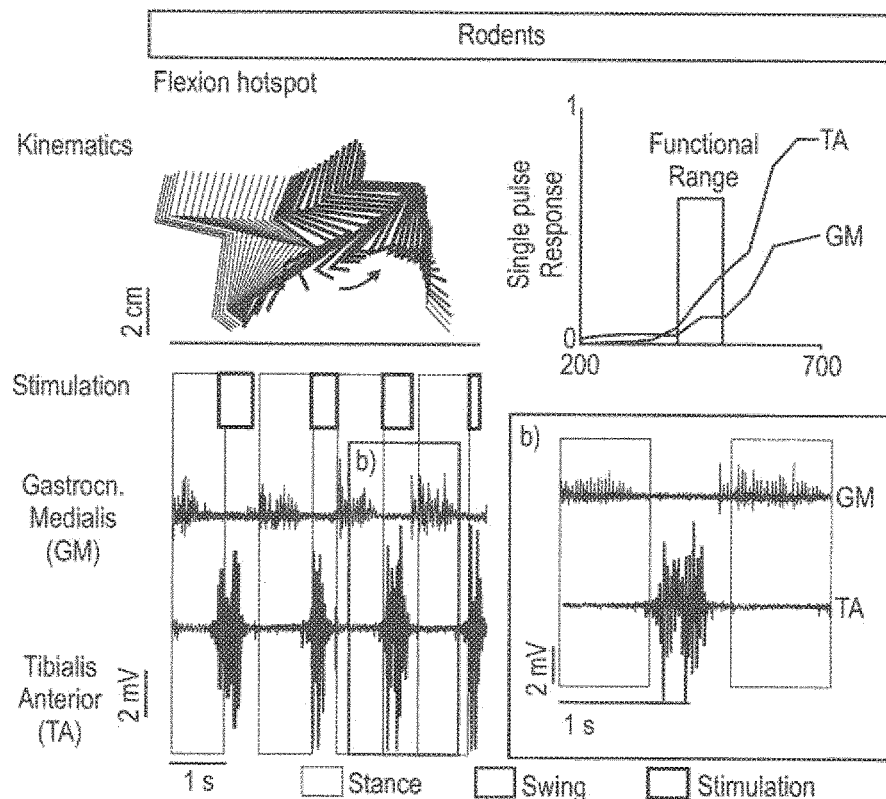 Rodents
Flexion hotspot
Kinematics
2 cm
1
Single pulse
Response
0
Functional
Range
TA
GM
200
700
Stimulation
b)
Gastrocn.
Medialis
(GM)
Tibialis
Anterior
(TA)
2 mV
1 s
b)
GM
TA
2 mV
1 s
Stance
Swing
Stimulation